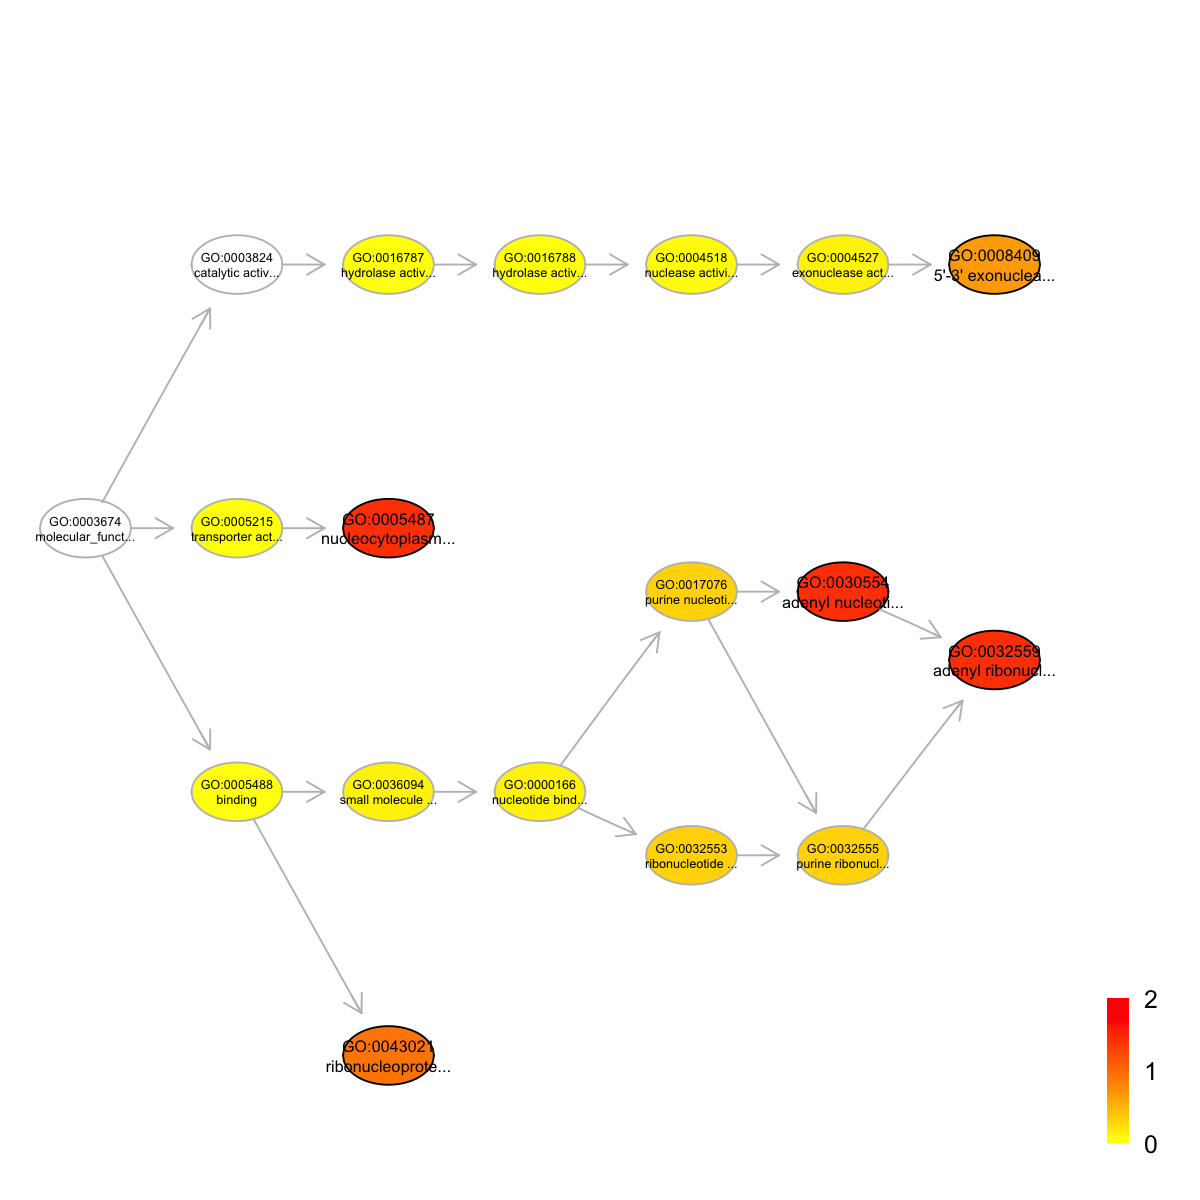 GO:0003824
catalytic activ...
GO:0016787
hydrolase activ...
GO:0016788
hydrolase activ...
GO:0004518
nuclease activi...
GO:0004527
exonuclease act...
GO:0008409
5'-3' exonuclea...
GO:0003674
molecular_funct...
GO:0005215
transporter act...
GO:0005487
nucleocytoplasm...
GO:0017076
purine nucleoti...
GO:0030554
adenyl nucleoti...
GO:0032559
adenyl ribonucl...
GO:0005488
binding
GO:0036094
small molecule ...
GO:0000166
nucleotide bind...
GO:0032553
ribonucleotide ...
GO:0032555
purine ribonucl...
GO:0043021
ribonucleoprote...
2
1
0